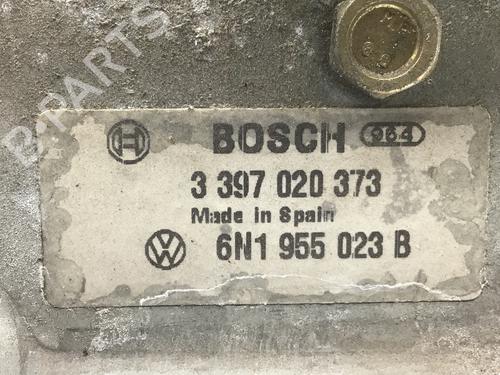 BOSCH 964
3 397 020 373
Made in Spain
6N1 955 023 B
B-PARTS